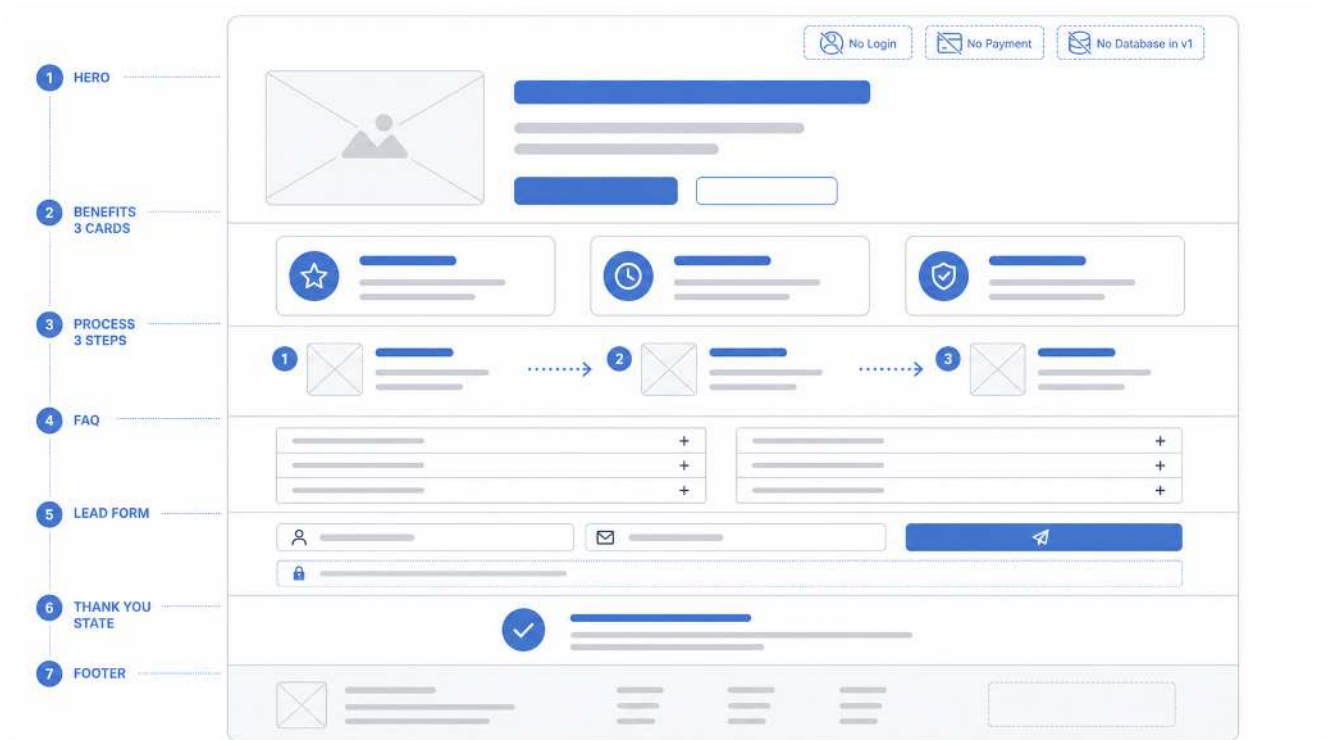 No Login
No Payment
No Database in v1
1 HERO
2 BENEFITS
3 CARDS
3 PROCESS
3 STEPS
1
2
3
4 FAQ
5 LEAD FORM
6 THANK YOU
STATE
7 FOOTER